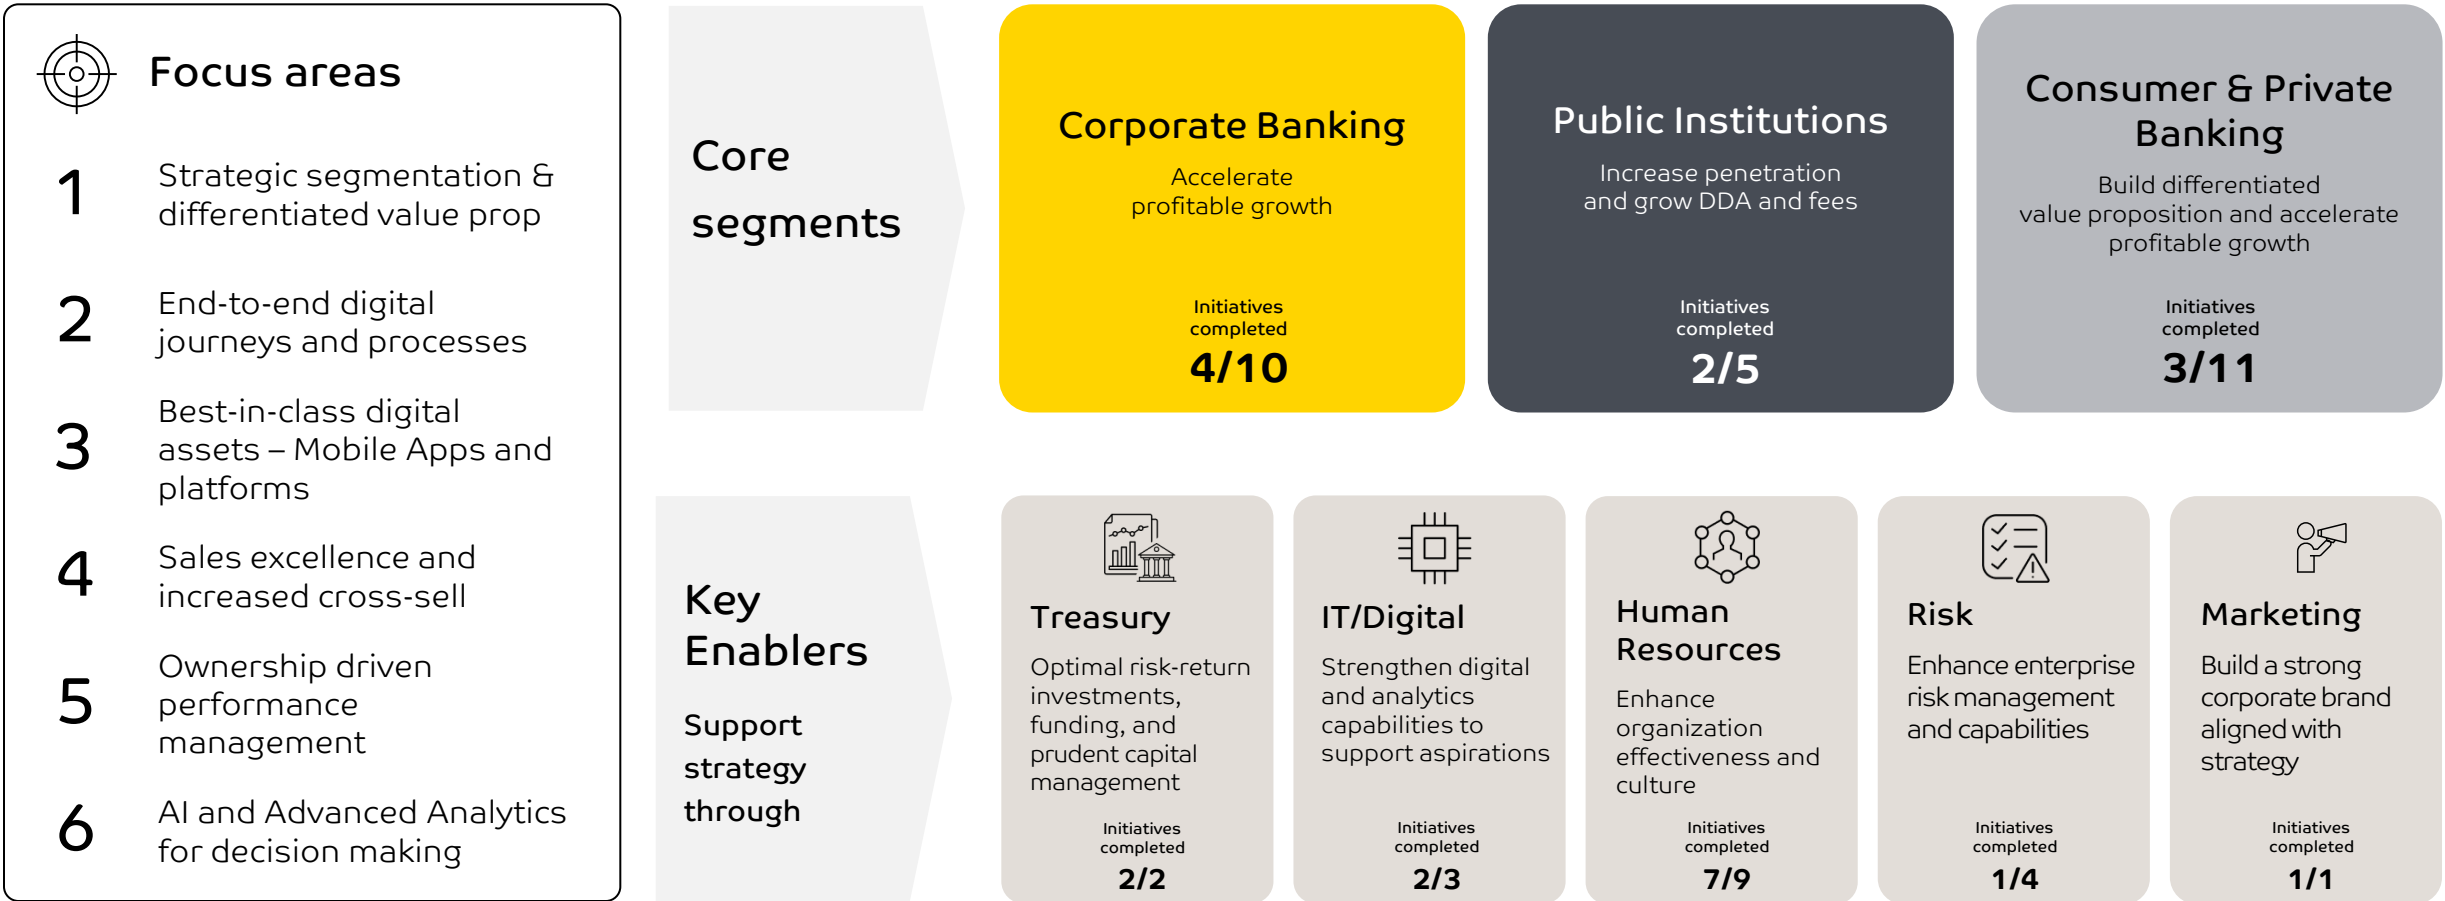 Focus areas
1
Strategic segmentation &
differentiated value prop
2
End-to-end digital
journeys and processes
3
Best-in-class digital
assets – Mobile Apps and
platforms
4
Sales excellence and
increased cross-sell
5
Ownership driven
performance
management
6
AI and Advanced Analytics
for decision making
Core
segments
Corporate Banking
Accelerate
profitable growth
Initiatives
completed
4/10
Public Institutions
Increase penetration
and grow DDA and fees
Initiatives
completed
2/5
Consumer & Private
Banking
Build differentiated
value proposition and accelerate
profitable growth
Initiatives
completed
3/11
Key
Enablers
Support
strategy
through
Treasury
Optimal risk-return
investments,
funding, and
prudent capital
management
Initiatives
completed
2/2
IT/Digital
Strengthen digital
and analytics
capabilities to
support aspirations
Initiatives
completed
2/3
Human
Resources
Enhance
organization
effectiveness and
culture
Initiatives
completed
7/9
Risk
Enhance enterprise
risk management
and capabilities
Initiatives
completed
1/4
Marketing
Build a strong
corporate brand
aligned with
strategy
Initiatives
completed
1/1